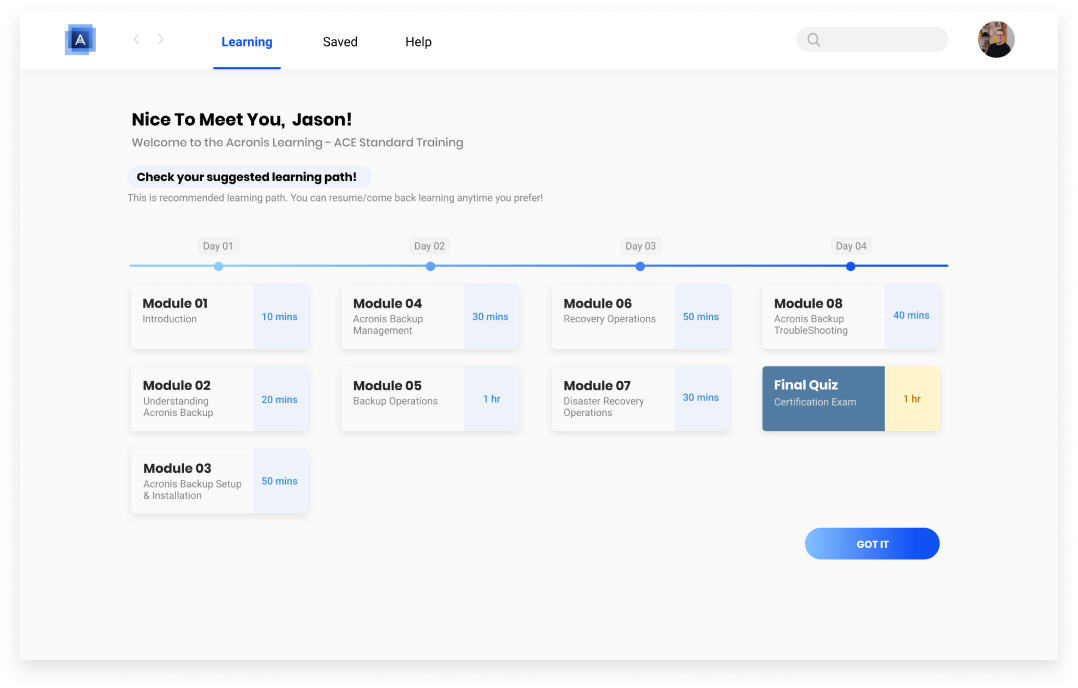 A
Learning
Saved
Help
Nice To Meet You, Jason!
Welcome to the Acronis Learning - ACE Standard Training
Check your suggested learning path!
This is recommended learning path. You can resume/come back learning anytime you prefer!
Day 01
Day 02
Day 03
Day 04
Module 01
Introduction
10 mins
Module 04
Acronis Backup
Management
30 mins
Module 06
Recovery Operations
50 mins
Module 08
Acronis Backup
TroubleShooting
40 mins
Module 02
Understanding
Acronis Backup
20 mins
Module 05
Backup Operations
1 hr
Module 07
Disaster Recovery
Operations
30 mins
Final Quiz
Certification Exam
1 hr
Module 03
Acronis Backup Setup
& Installation
50 mins
GOT IT